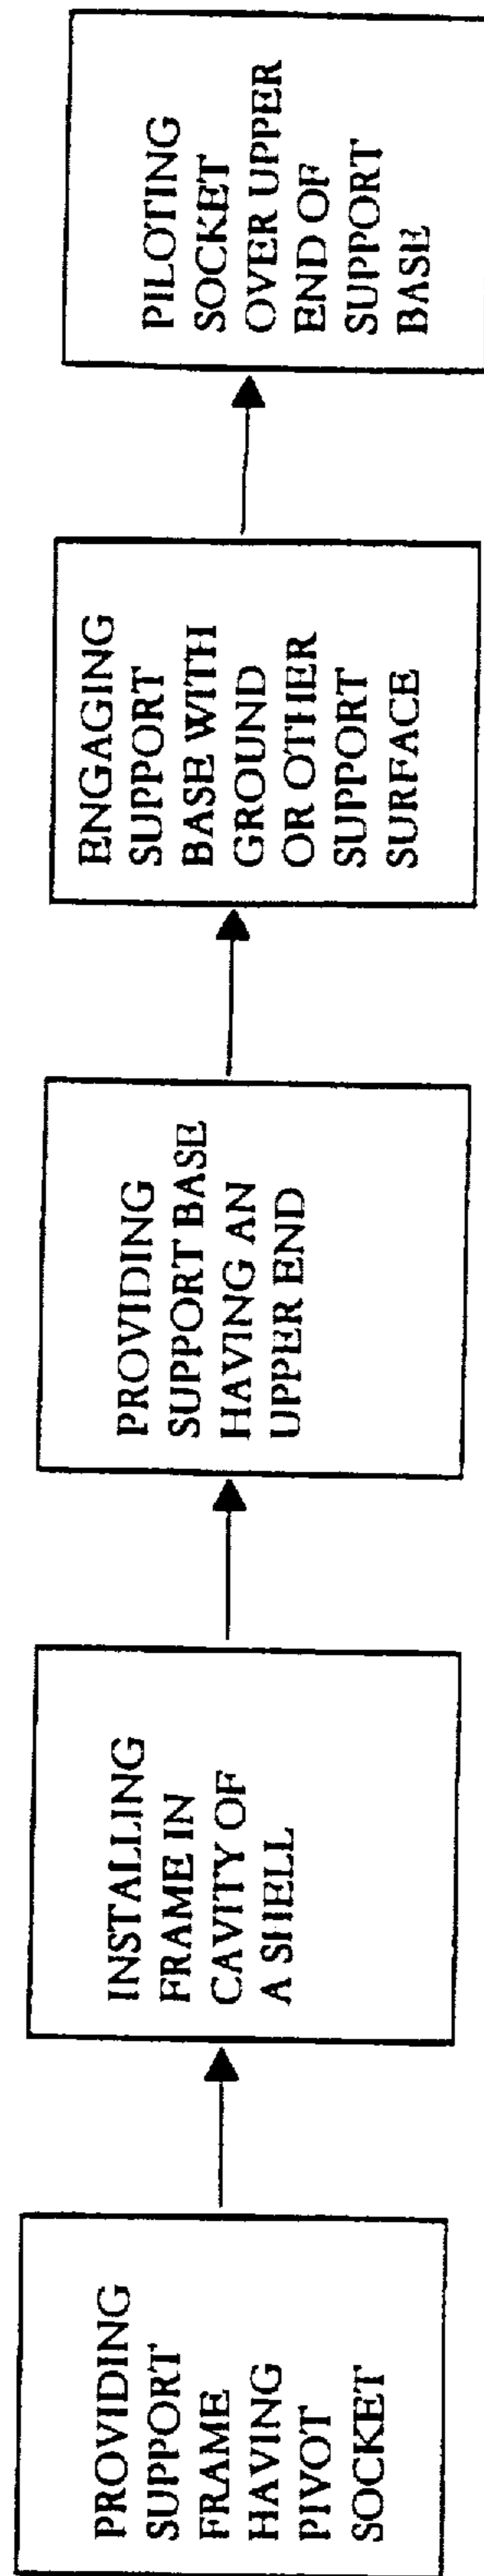 PROVIDING
SUPPORT
FRAME
HAVING
PIVOT
SOCKET
INSTALLING
FRAME IN
CAVITY OF
A SHELL
PROVIDING
SUPPORT BASE
HAVING AN
UPPER END
ENGAGING
SUPPORT
BASE WITH
GROUND
OR OTHER
SUPPORT
SURFACE
PILOTING
SOCKET
OVER UPPER
END OF
SUPPORT
BASE